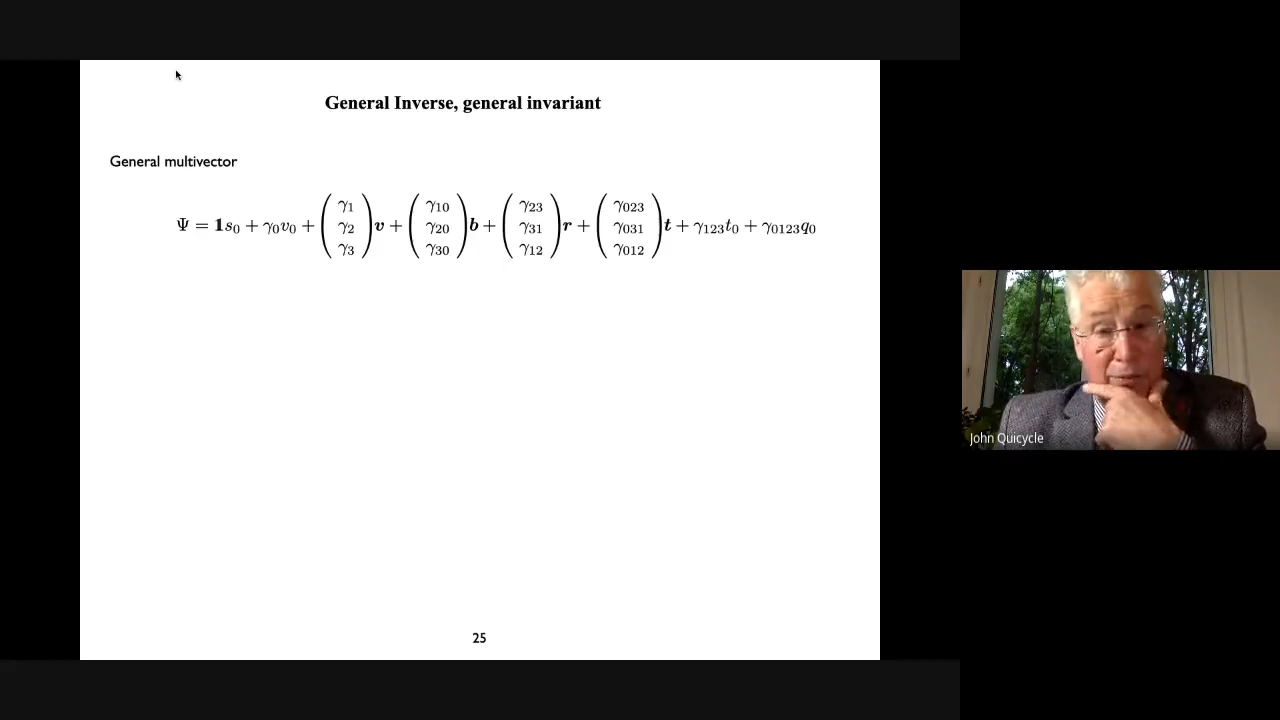 General Inverse, general invariant
General multivector
Ψ = 1s₀ + γ₀v₀ + (γ₁ γ₂ γ₃)v + (γ₁₀ γ₂₀ γ₃₀)b + (γ₂₃ γ₃₁ γ₁₂)r + (γ₀₂₃ γ₀₃₁ γ₀₁₂)t + γ₁₂₃t₀ + γ₀₁₂₃q₀
John Quicycle
25